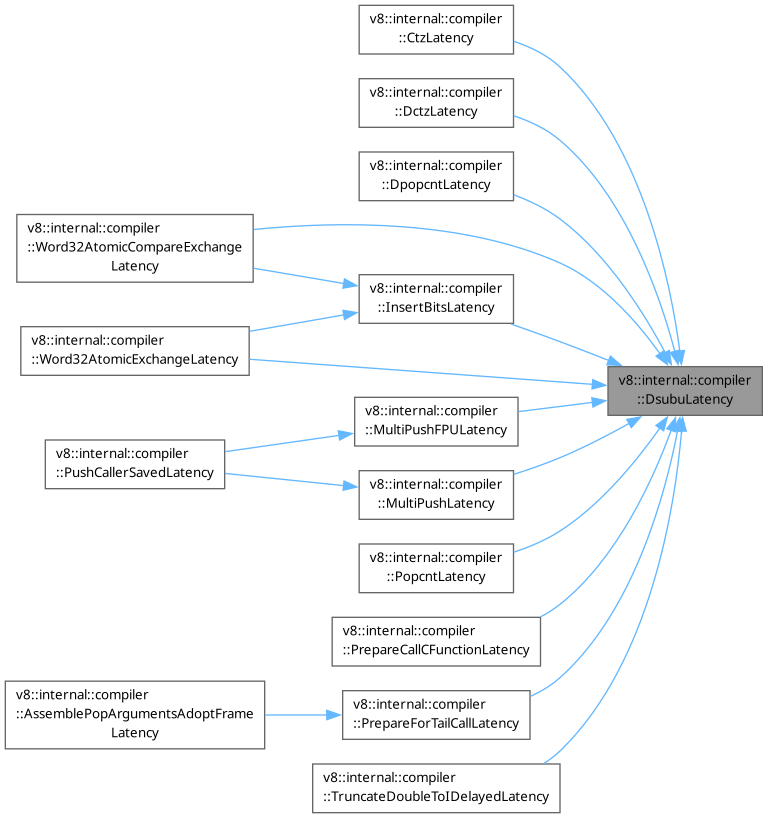 v8::internal::compiler
::CtzLatency
v8::internal::compiler
::DctzLatency
v8::internal::compiler
::DpopcntLatency
v8::internal::compiler
::Word32AtomicCompareExchange
Latency
v8::internal::compiler
::InsertBitsLatency
v8::internal::compiler
::Word32AtomicExchangeLatency
v8::internal::compiler
::DsubuLatency
v8::internal::compiler
::MultiPushFPULatency
v8::internal::compiler
::PushCallerSavedLatency
v8::internal::compiler
::MultiPushLatency
v8::internal::compiler
::PopcntLatency
v8::internal::compiler
::PrepareCallCFunctionLatency
v8::internal::compiler
::AssemblePopArgumentsAdoptFrame
Latency
v8::internal::compiler
::PrepareForTailCallLatency
v8::internal::compiler
::TruncateDoubleToIDelayedLatency